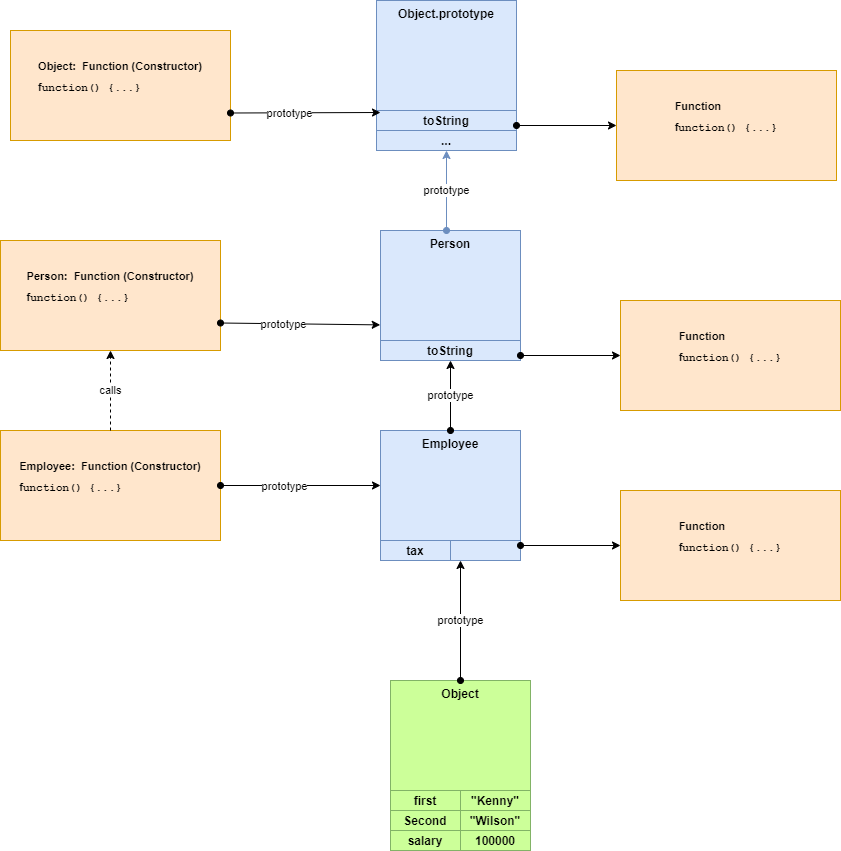 Object.prototype
Object:  Function (Constructor)
function() {...}
prototype
toString
...
Function
function() {...}
prototype
Person
Person:  Function (Constructor)
function() {...}
prototype
toString
Function
function() {...}
calls
prototype
Employee
Employee:  Function (Constructor)
function() {...}
prototype
tax
Function
function() {...}
prototype
Object
first "Kenny"
Second "Wilson"
salary 100000